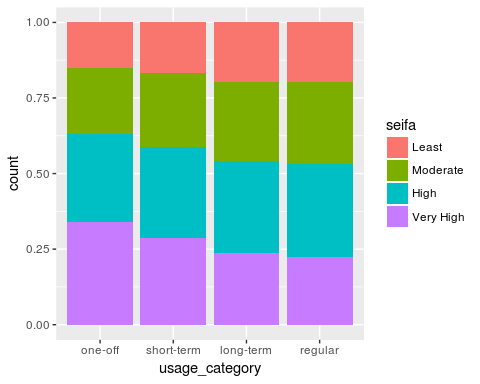 1.00
0.75
0.50
0.25
0.00
count
one-off short-term long-term regular
usage_category
seifa
Least
Moderate
High
Very High